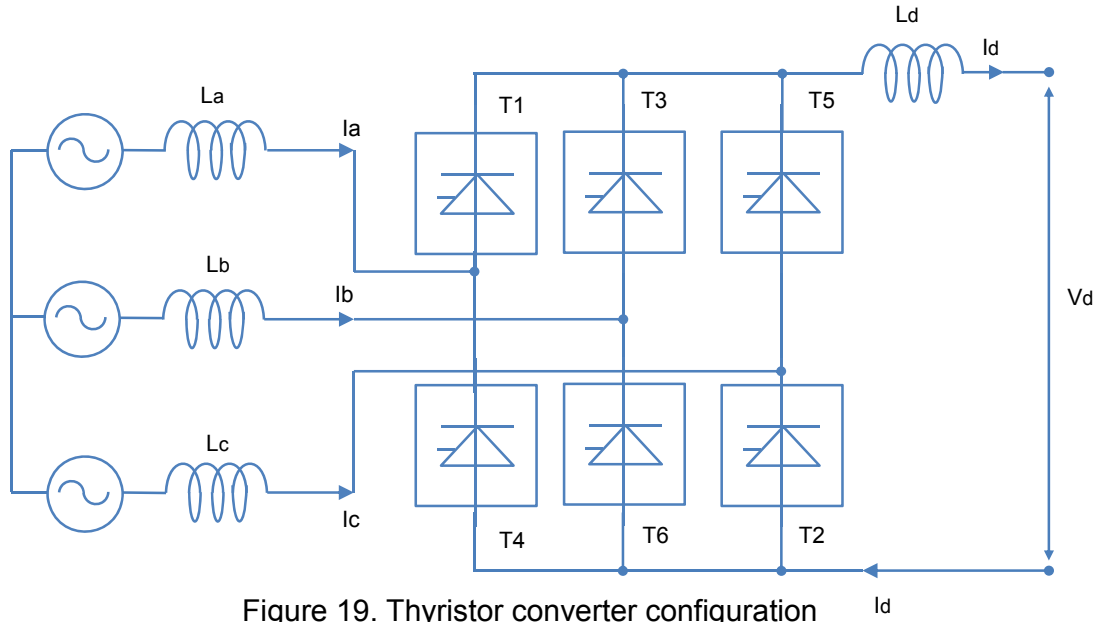 Ld
Id
T1
T3
T5
La
Ia
Lb
Ib
Vd
Lc
Ic
T4
T6
T2
Id
Figure 19. Thyristor converter configuration